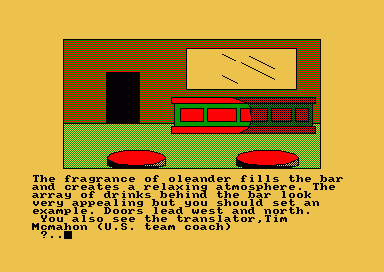 The fragrance of oleander fills the bar
and creates a relaxing atmosphere. The
array of drinks behind the bar look
very appealing but you should set an
example. Doors lead west and north.
You also see the translator,Tim
Mcmahon (U.S. team coach)
?..